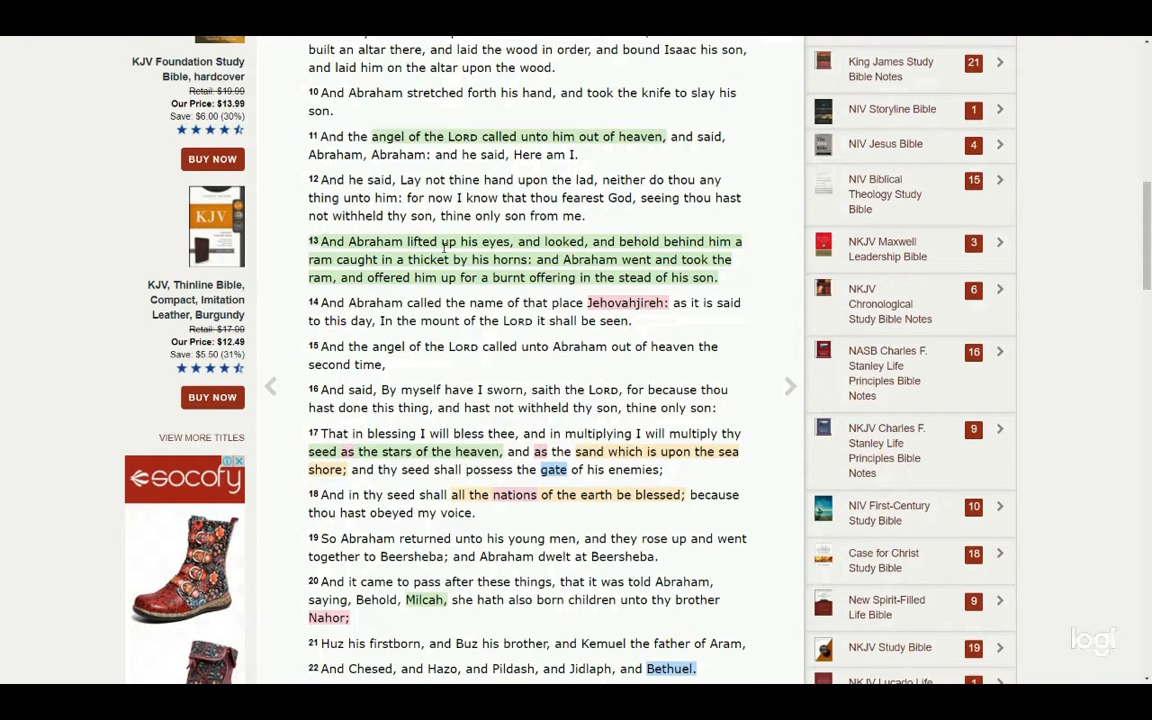 KJV Foundation Study
Bible, hardcover
Retail: $19.99
Our Price: $13.99
Save: $6.00 (30%)
BUY NOW
KJV
KJV, Thinline Bible,
Compact, Imitation
Leather, Burgundy
Retail: $17.99
Our Price: $12.49
Save: $5.50 (31%)
BUY NOW
VIEW MORE TITLES
socofy
built an altar there, and laid the wood in order, and bound Isaac his son,
and laid him on the altar upon the wood.
10 And Abraham stretched forth his hand, and took the knife to slay his
son.
11 And the angel of the LORD called unto him out of heaven, and said,
Abraham, Abraham: and he said, Here am I.
12 And he said, Lay not thine hand upon the lad, neither do thou any
thing unto him: for now I know that thou fearest God, seeing thou hast
not withheld thy son, thine only son from me.
13 And Abraham lifted up his eyes, and looked, and behold behind him a
ram caught in a thicket by his horns: and Abraham went and took the
ram, and offered him up for a burnt offering in the stead of his son.
14 And Abraham called the name of that place Jehovahjireh: as it is said
to this day, In the mount of the LORD it shall be seen.
15 And the angel of the LORD called unto Abraham out of heaven the
second time,
16 And said, By myself have I sworn, saith the LORD, for because thou
hast done this thing, and hast not withheld thy son, thine only son:
17 That in blessing I will bless thee, and in multiplying I will multiply thy
seed as the stars of the heaven, and as the sand which is upon the sea
shore; and thy seed shall possess the gate of his enemies;
18 And in thy seed shall all the nations of the earth be blessed; because
thou hast obeyed my voice.
19 So Abraham returned unto his young men, and they rose up and went
together to Beersheba; and Abraham dwelt at Beersheba.
20 And it came to pass after these things, that it was told Abraham,
saying, Behold, Milcah, she hath also born children unto thy brother
Nahor;
21 Huz his firstborn, and Buz his brother, and Kemuel the father of Aram,
22 And Chesed, and Hazo, and Pildash, and Jidlaph, and Bethuel.
King James Study
Bible Notes
21
NIV Storyline Bible
1
NIV Jesus Bible
4
NIV Biblical
Theology Study
Bible
15
NKJV Maxwell
Leadership Bible
3
NKJV
Chronological
Study Bible Notes
6
NASB Charles F.
Stanley Life
Principles Bible
Notes
16
NKJV Charles F.
Stanley Life
Principles Bible
Notes
9
NIV First-Century
Study Bible
10
Case for Christ
Study Bible
18
New Spirit-Filled
Life Bible
9
NKJV Study Bible
19
NKJV Lucado Life
logi